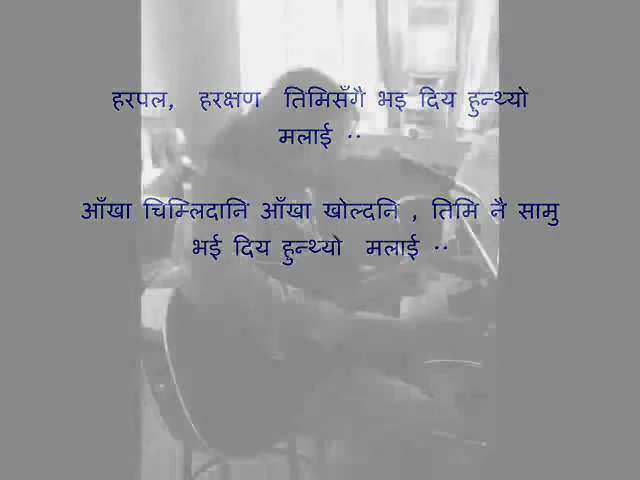 हरपल, हरक्षण तिमिसँगै भइ दिय हुन्थ्यो
मलाई ..
आँखा चिम्लिदानि आँखा खोल्दनि , तिमि नै सामु
भई दिय हुन्थ्यो मलाई ..